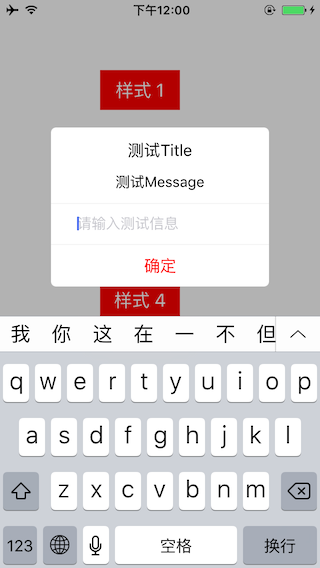 下午12:00
样式 1
测试Title
测试Message
请输入测试信息
确定
样式 4
我 你 这 在 一 不 但
q w e r t y u i o p
a s d f g h j k l
z x c v b n m
123 空格 换行